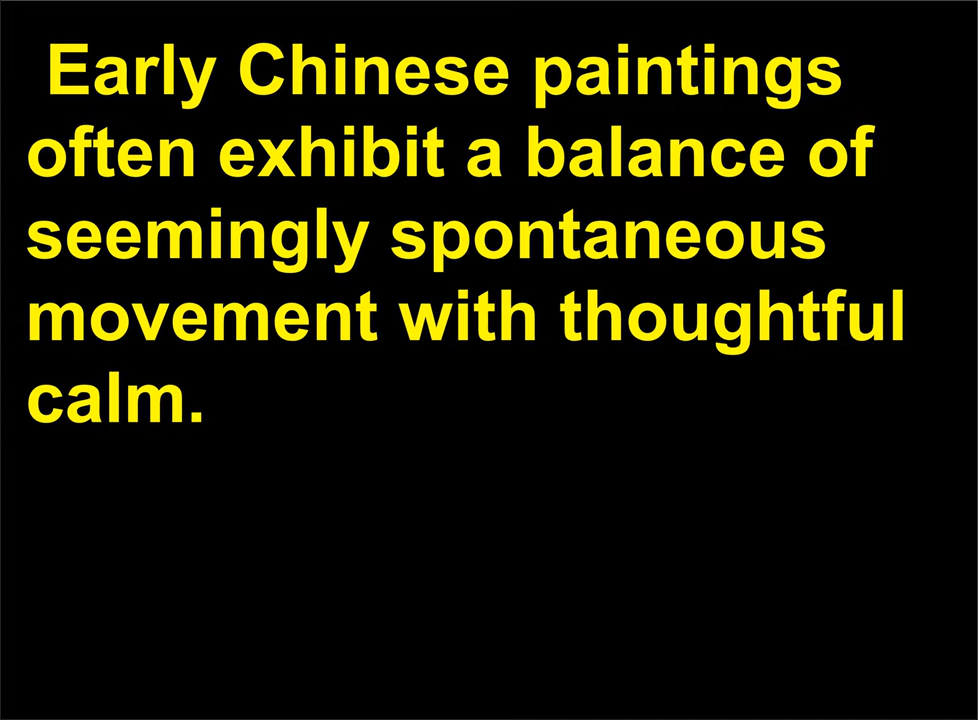 Early Chinese paintings
often exhibit a balance of
seemingly spontaneous
movement with thoughtful
calm.